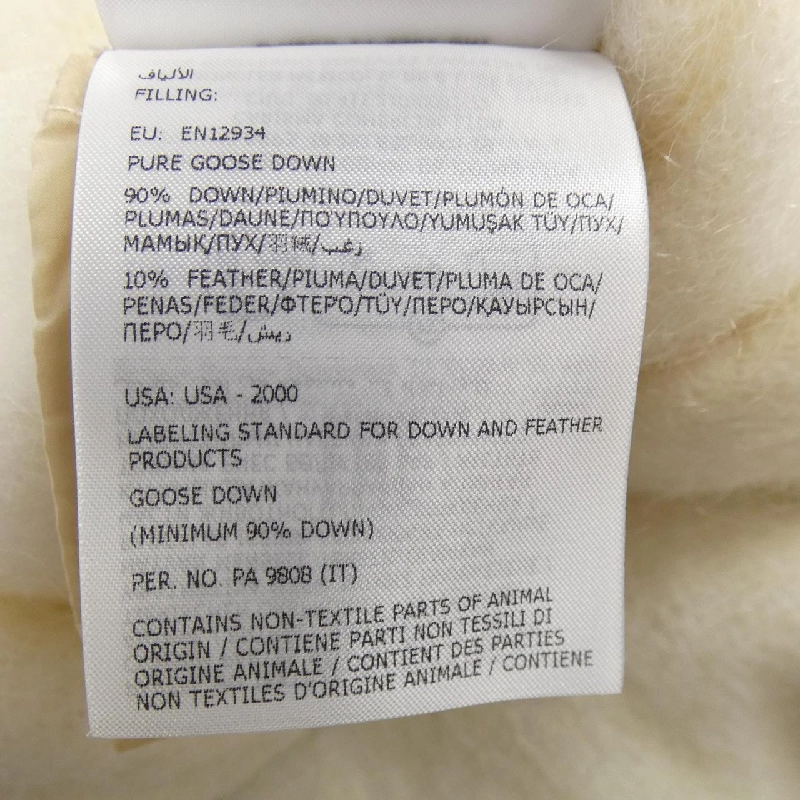 الألياف
FILLING:
EU: EN12934
PURE GOOSE DOWN
90% DOWN/PIUMINO/DUVET/PLUMÓN DE OCA/
PLUMAS/DAUNE/ΠΟΎΠΟΥΛΟ/YUMUŞAK TÜY/ПУХ/
МАМЫҚ/ПУХ/羽絨/زغب
10% FEATHER/PIUMA/DUVET/PLUMA DE OCA/
PENAS/FEDER/ΦΤΕΡΌ/TÜY/ПЕРО/ҚАУЫРСЫН/
ПЕРО/羽毛/ريش
USA: USA - 2000
LABELING STANDARD FOR DOWN AND FEATHER
PRODUCTS
GOOSE DOWN
(MINIMUM 90% DOWN)
PER. NO. PA 9808 (IT)
CONTAINS NON-TEXTILE PARTS OF ANIMAL
ORIGIN / CONTIENE PARTI NON TESSILI DI
ORIGINE ANIMALE / CONTIENT DES PARTIES
NON TEXTILES D'ORIGINE ANIMALE / CONTIENE